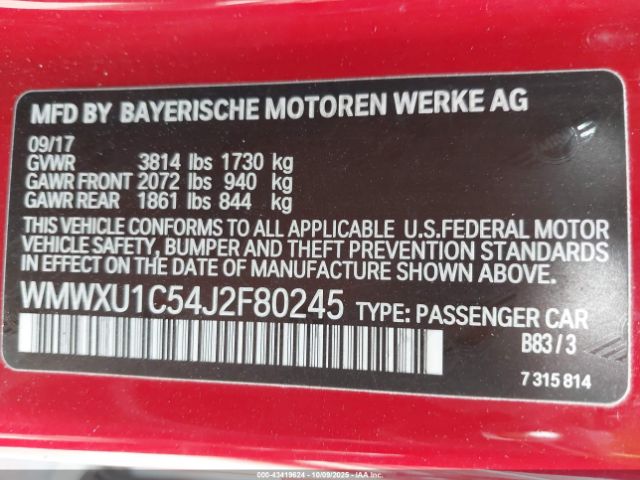 MFD BY BAYERISCHE MOTOREN WERKE AG
09/17
GVWR 3814 lbs 1730 kg
GAWR FRONT 2072 lbs 940 kg
GAWR REAR 1861 lbs 844 kg
THIS VEHICLE CONFORMS TO ALL APPLICABLE U.S.FEDERAL MOTOR
VEHICLE SAFETY, BUMPER AND THEFT PREVENTION STANDARDS
IN EFFECT ON THE DATE OF MANUFACTURE SHOWN ABOVE.
WMWXU1C54J2F80245 TYPE: PASSENGER CAR
B83 / 3
7 315 814
000-43419624 - 10/09/2025 - IAAI.COM